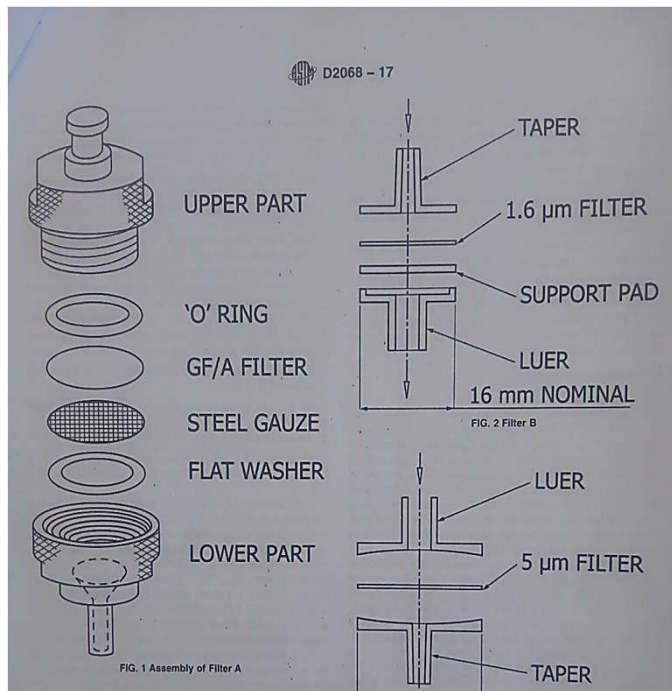 ASTM D2068 – 17
UPPER PART
'O' RING
GF/A FILTER
STEEL GAUZE
FLAT WASHER
LOWER PART
FIG. 1 Assembly of Filter A
TAPER
1.6 µm FILTER
SUPPORT PAD
LUER
16 mm NOMINAL
FIG. 2 Filter B
LUER
5 µm FILTER
TAPER